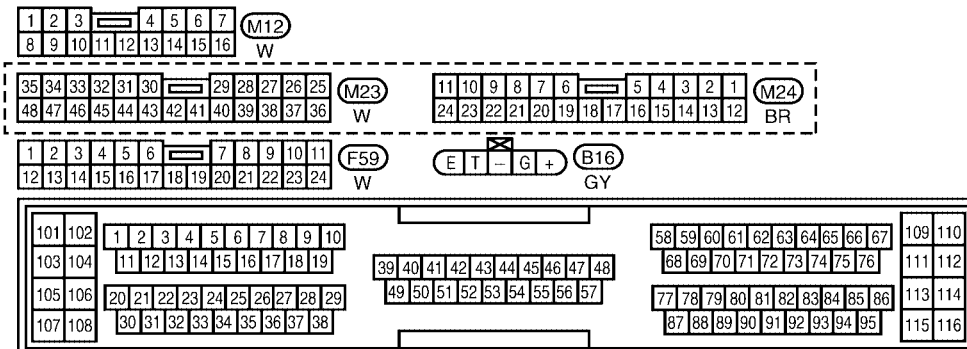 1 2 3 4 5 6 7
8 9 10 11 12 13 14 15 16
M12
W
35 34 33 32 31 30 29 28 27 26 25
48 47 46 45 44 43 42 41 40 39 38 37 36
M23
W
11 10 9 8 7 6 5 4 3 2 1
24 23 22 21 20 19 18 17 16 15 14 13 12
M24
BR
1 2 3 4 5 6 7 8 9 10 11
12 13 14 15 16 17 18 19 20 21 22 23 24
F59
W
E T – G +
B16
GY
101 102
103 104
105 106
107 108
1 2 3 4 5 6 7 8 9 10
11 12 13 14 15 16 17 18 19
20 21 22 23 24 25 26 27 28 29
30 31 32 33 34 35 36 37 38
39 40 41 42 43 44 45 46 47 48
49 50 51 52 53 54 55 56 57
58 59 60 61 62 63 64 65 66 67
68 69 70 71 72 73 74 75 76
77 78 79 80 81 82 83 84 85 86
87 88 89 90 91 92 93 94 95
109 110
111 112
113 114
115 116